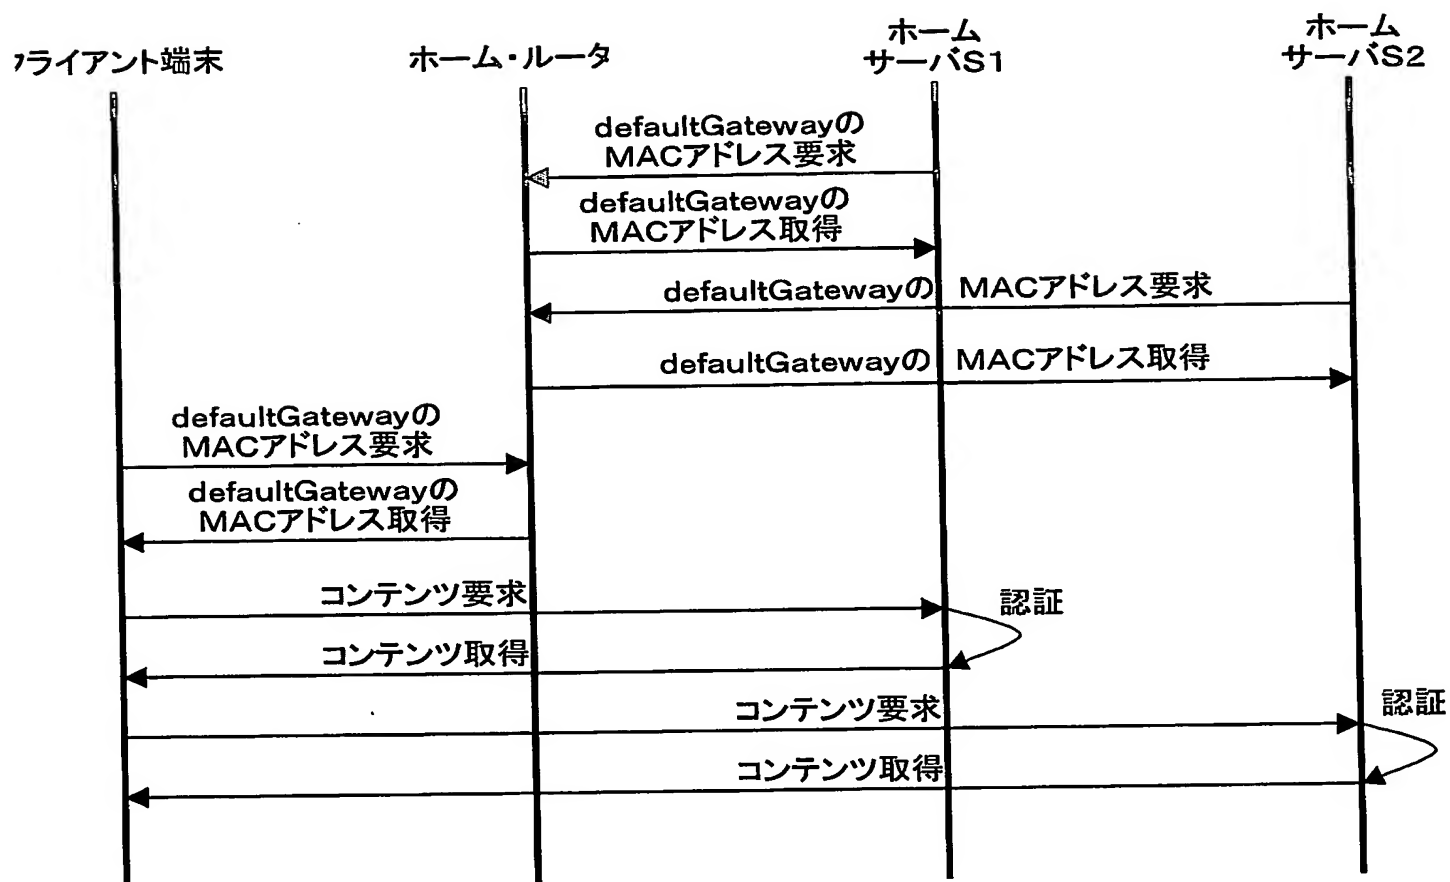 クライアント端末
ホーム・ルータ
ホーム
サーバS1
ホーム
サーバS2
defaultGatewayの
MACアドレス要求
defaultGatewayの
MACアドレス取得
defaultGatewayの MACアドレス要求
defaultGatewayの MACアドレス取得
defaultGatewayの
MACアドレス要求
defaultGatewayの
MACアドレス取得
コンテンツ要求
認証
コンテンツ取得
コンテンツ要求
認証
コンテンツ取得